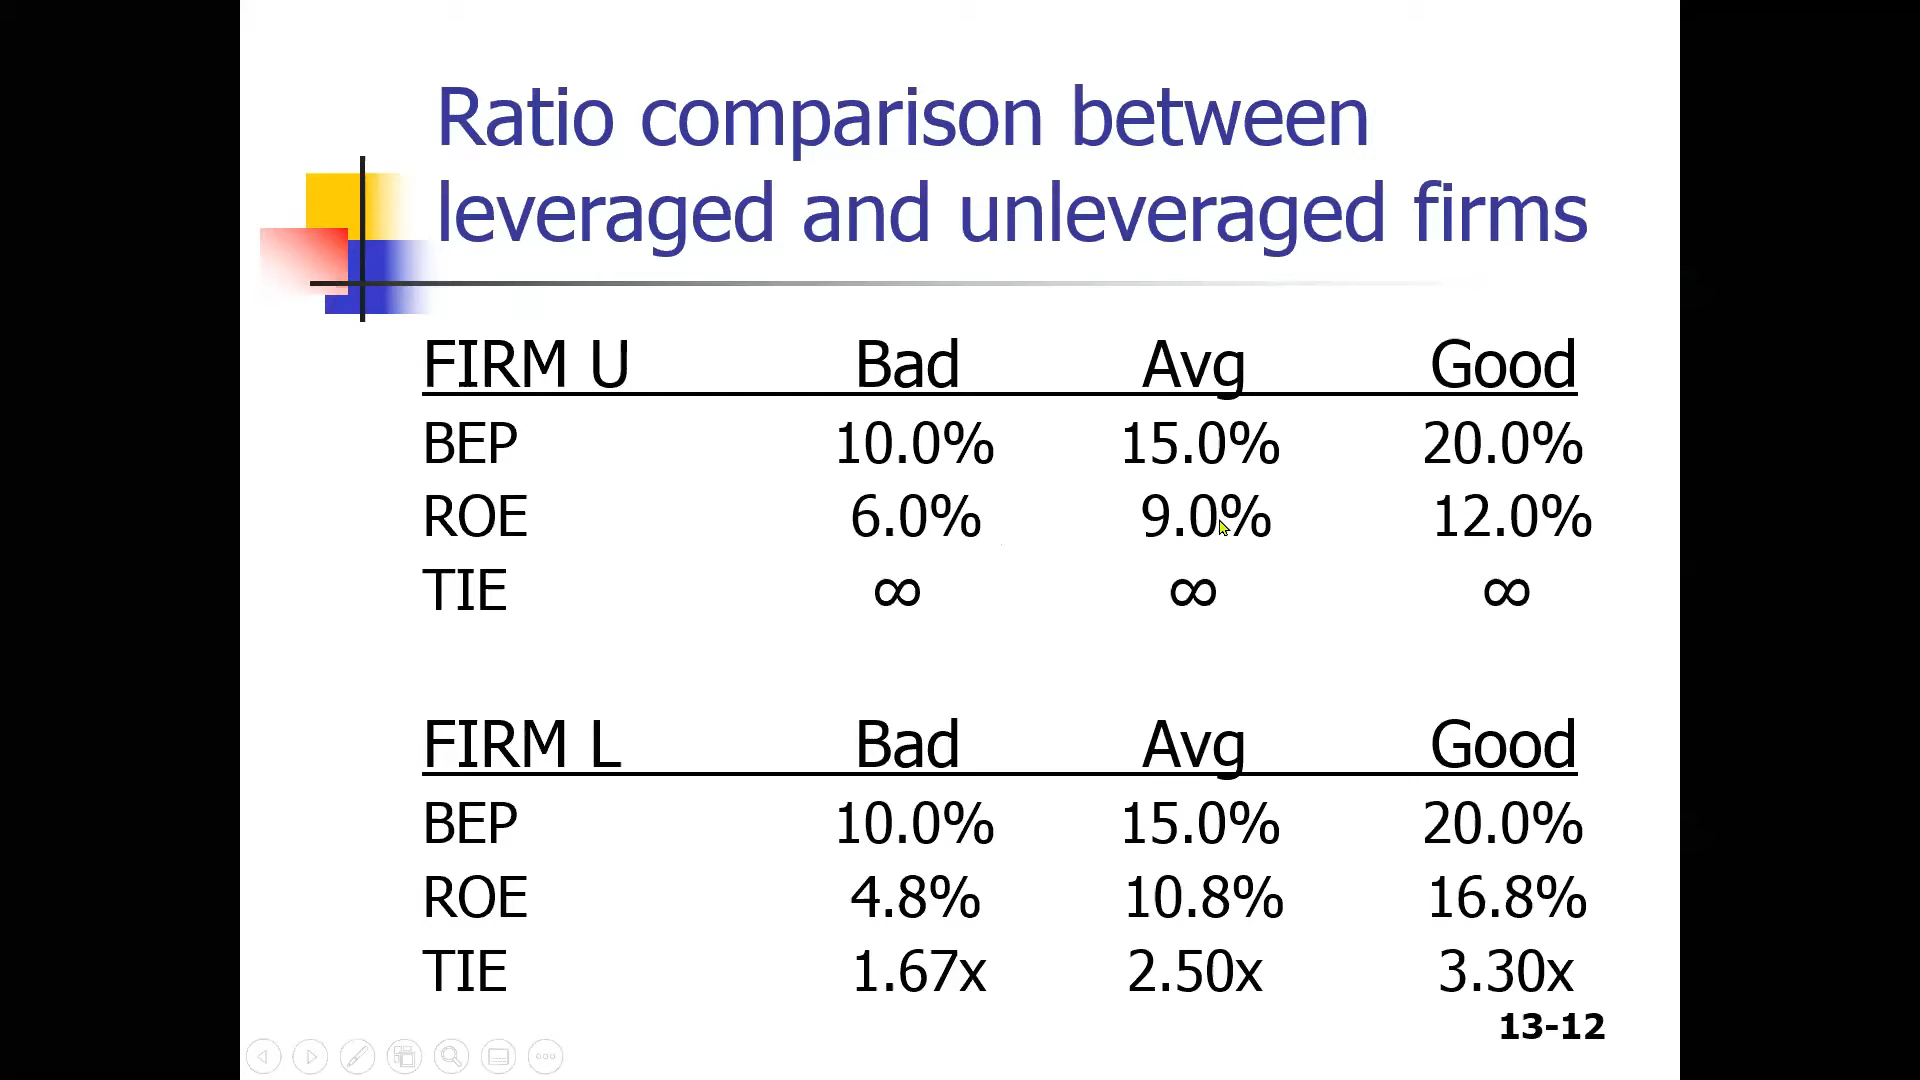 Ratio comparison between
leveraged and unleveraged firms
FIRM U Bad Avg Good
BEP 10.0% 15.0% 20.0%
ROE 6.0% 9.0% 12.0%
TIE ∞ ∞ ∞
FIRM L Bad Avg Good
BEP 10.0% 15.0% 20.0%
ROE 4.8% 10.8% 16.8%
TIE 1.67x 2.50x 3.30x
13-12